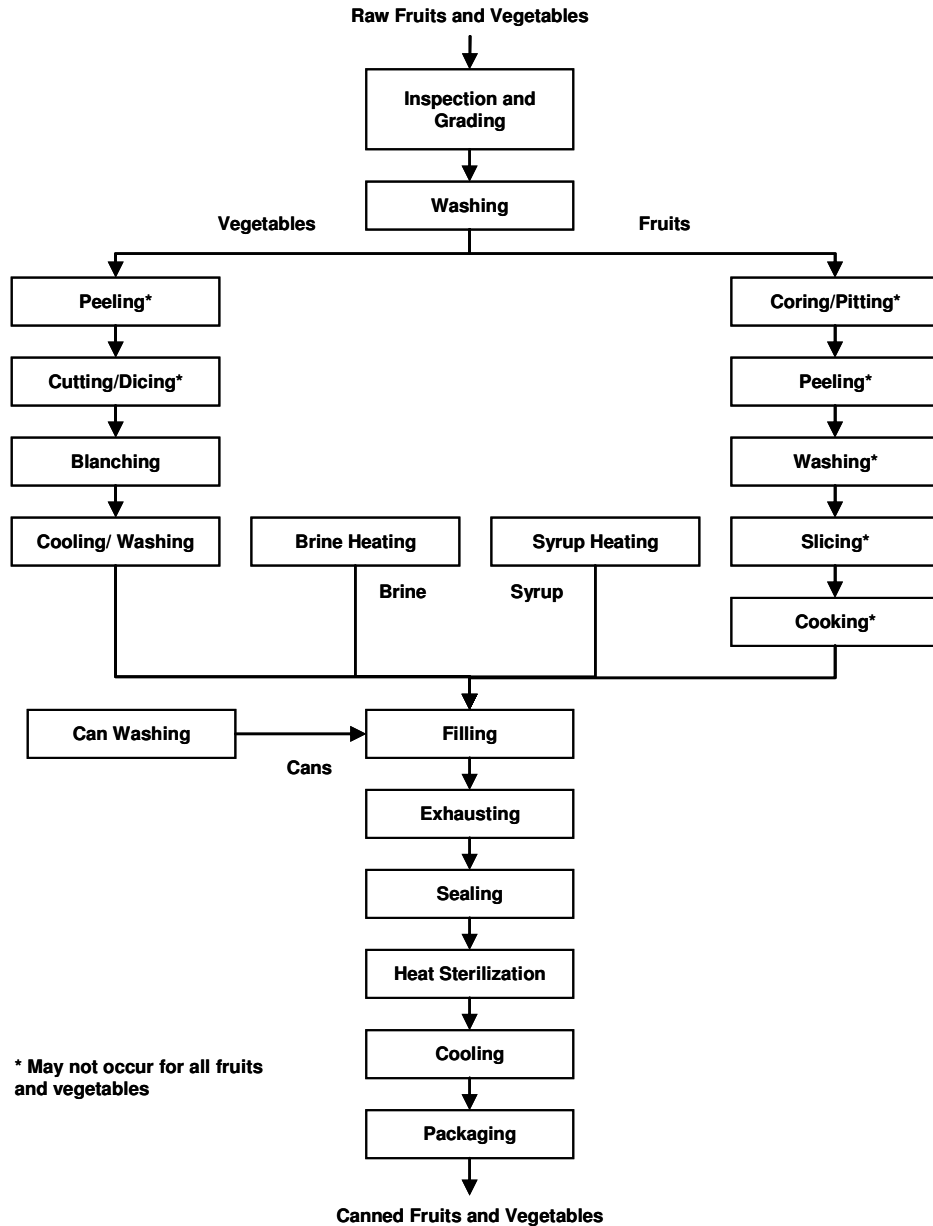 Raw Fruits and Vegetables
Inspection and
Grading
Washing
Vegetables
Fruits
Peeling*
Coring/Pitting*
Cutting/Dicing*
Peeling*
Blanching
Washing*
Cooling/ Washing
Brine Heating
Syrup Heating
Slicing*
Brine
Syrup
Cooking*
Can Washing
Filling
Cans
Exhausting
Sealing
Heat Sterilization
Cooling
* May not occur for all fruits
and vegetables
Packaging
Canned Fruits and Vegetables